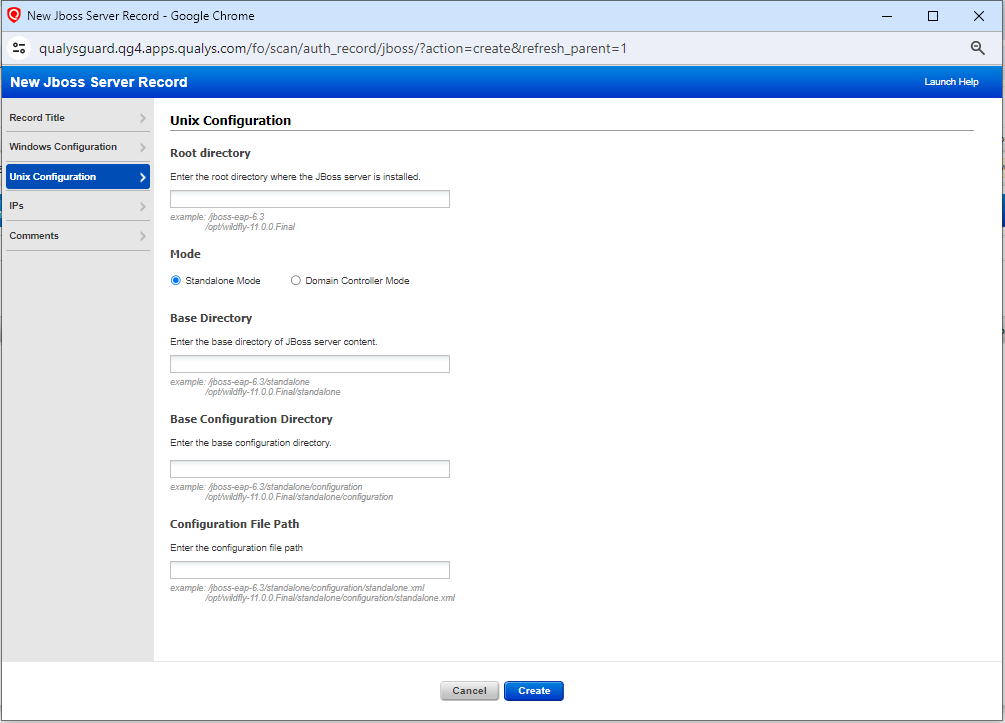 New Jboss Server Record - Google Chrome
qualysguard.qg4.apps.qualys.com/fo/scan/auth_record/jboss/?action=create&refresh_parent=1
New Jboss Server Record
Launch Help
Record Title
Windows Configuration
Unix Configuration
IPs
Comments
Unix Configuration
Root directory
Enter the root directory where the JBoss server is installed.
example: /jboss-eap-6.3
/opt/wildfly-11.0.0.Final
Mode
Standalone Mode Domain Controller Mode
Base Directory
Enter the base directory of JBoss server content.
example: /jboss-eap-6.3/standalone
/opt/wildfly-11.0.0.Final/standalone
Base Configuration Directory
Enter the base configuration directory.
example: /jboss-eap-6.3/standalone/configuration
/opt/wildfly-11.0.0.Final/standalone/configuration
Configuration File Path
Enter the configuration file path
example: /jboss-eap-6.3/standalone/configuration/standalone.xml
/opt/wildfly-11.0.0.Final/standalone/configuration/standalone.xml
Cancel Create